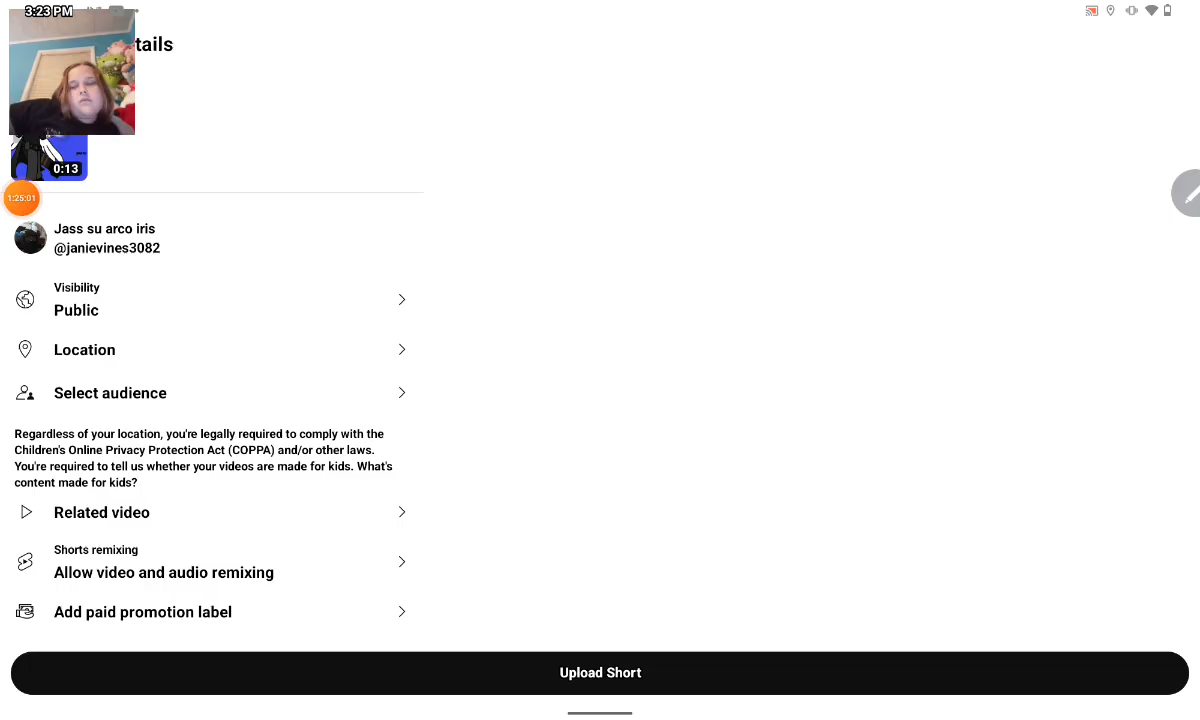 3:23 PM
tails
0:13
1:25:01
Jass su arco iris
@janievines3082
Visibility
Public
Location
Select audience
Regardless of your location, you're legally required to comply with the
Children's Online Privacy Protection Act (COPPA) and/or other laws.
You're required to tell us whether your videos are made for kids. What's
content made for kids?
Related video
Shorts remixing
Allow video and audio remixing
Add paid promotion label
Upload Short